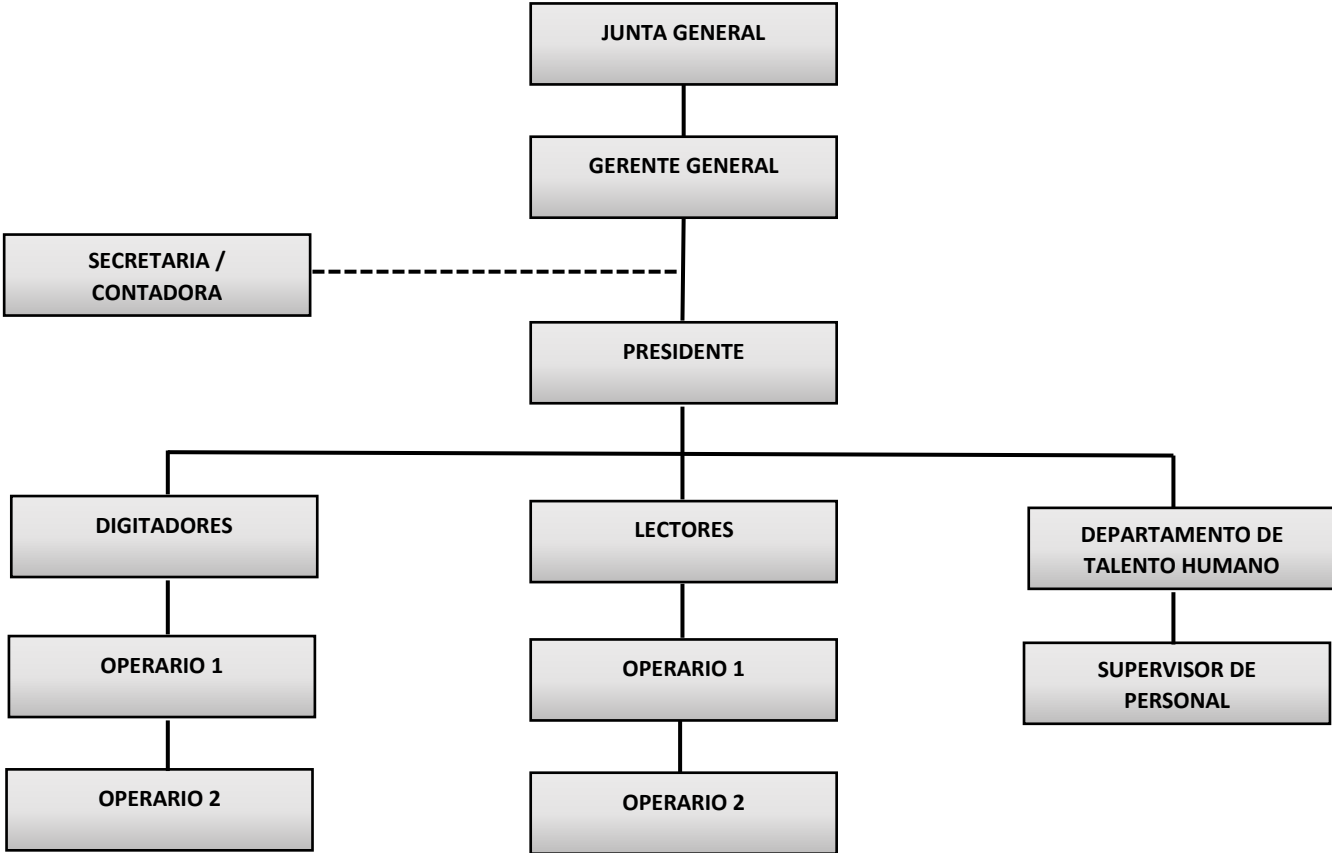 JUNTA GENERAL
GERENTE GENERAL
SECRETARIA /
CONTADORA
PRESIDENTE
DIGITADORES
LECTORES
DEPARTAMENTO DE
TALENTO HUMANO
OPERARIO 1
OPERARIO 1
SUPERVISOR DE
PERSONAL
OPERARIO 2
OPERARIO 2